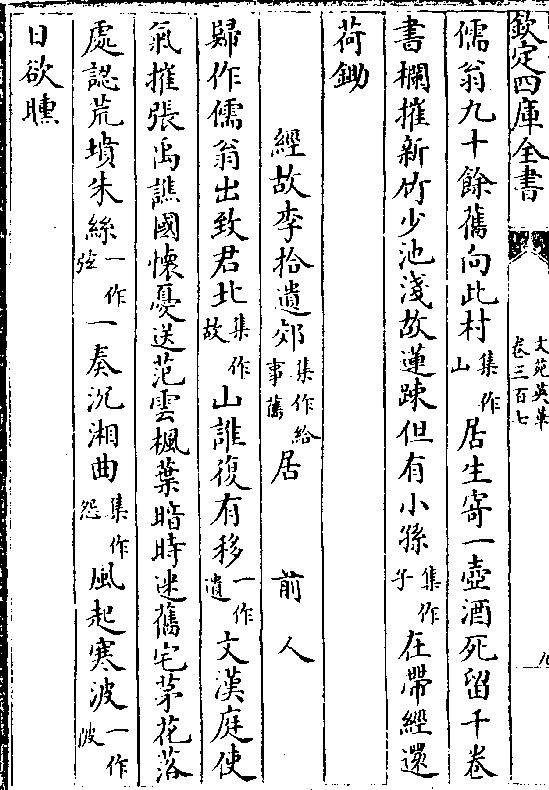 欽定四庫全書
文苑英華
卷三百七
儒翁九十餘舊向此村集作山居生寄一壺酒死留千卷
書欄摧新竹少池淺故蓮疎但有小孫集作子在帶經還
荷鋤
經故李拾遺郊集作給事舊居 前人
歸作儒翁出致君北集作故山誰復有移一作遺文漢庭使
氣摧張禹譙國懷憂送范雲楓葉暗時迷舊宅茅花落
處認荒墳朱絲一作弦一奏沉湘曲集作怨風起寒波一作波
日欲曛